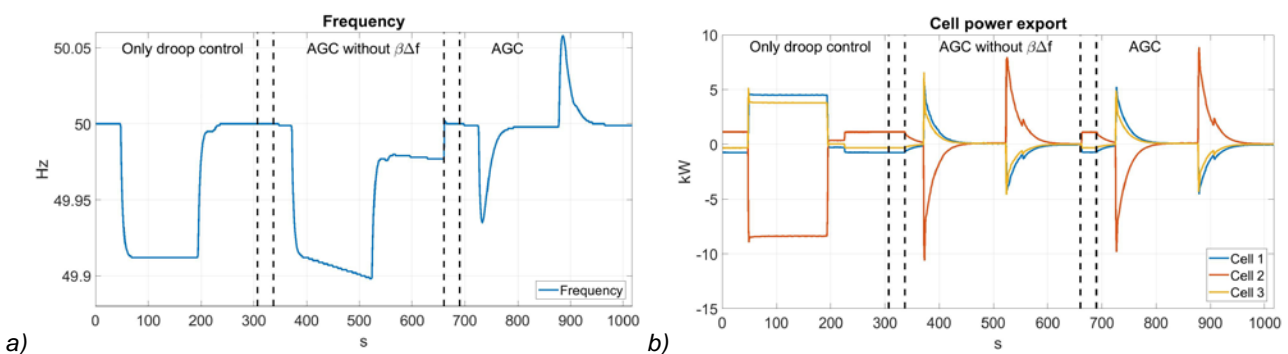 Frequency
50.05
50
49.95
49.9
Hz
Only droop control
AGC without βΔf
AGC
Frequency
0 100 200 300 400 500 600 700 800 900 1000
s
a)
Cell power export
10
5
0
-5
-10
-15
kW
Only droop control
AGC without βΔf
AGC
Cell 1
Cell 2
Cell 3
0 100 200 300 400 500 600 700 800 900 1000
s
b)